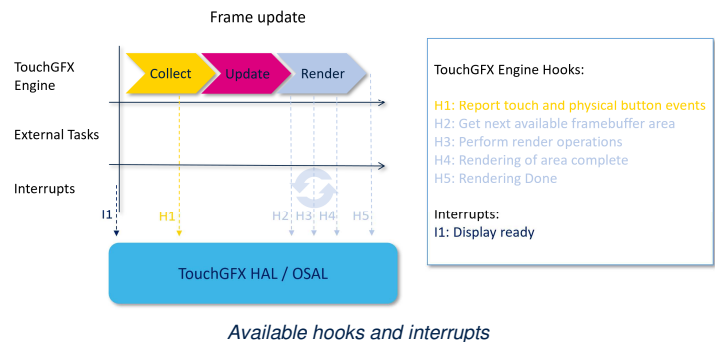 Frame update
TouchGFX
Engine
Collect
Update
Render
External Tasks
Interrupts
I1
H1
H2
H3
H4
H5
TouchGFX HAL / OSAL
TouchGFX Engine Hooks:
H1: Report touch and physical button events
H2: Get next available framebuffer area
H3: Perform render operations
H4: Rendering of area complete
H5: Rendering Done
Interrupts:
I1: Display ready
Available hooks and interrupts